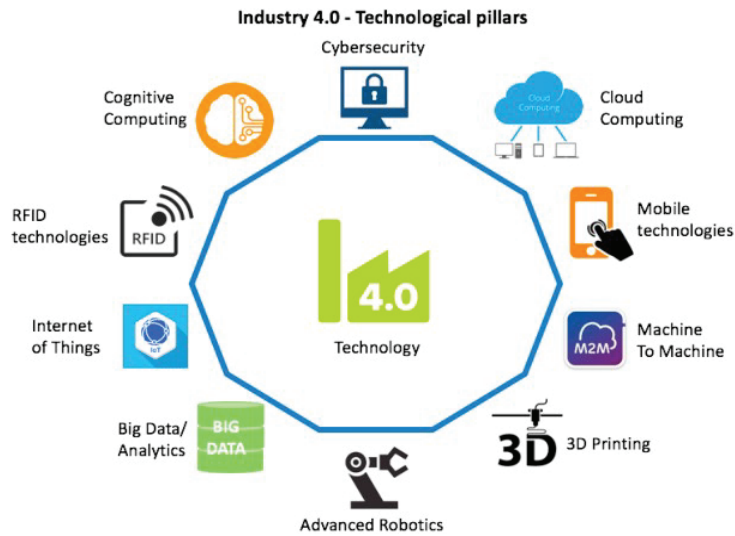 Industry 4.0 - Technological pillars
Cybersecurity
Cloud Computing
Cloud
Computing
Mobile
technologies
M2M
Machine
To Machine
3D
3D Printing
Advanced Robotics
Big Data/
Analytics
BIG
DATA
Internet
of Things
IoT
RFID
technologies
RFID
Cognitive
Computing
4.0
Technology